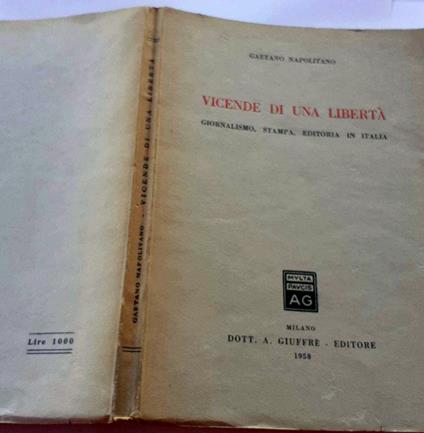 GAETANO NAPOLITANO
VICENDE DI UNA LIBERTÀ
GIORNALISMO, STAMPA, EDITORIA IN ITALIA
MVLTA
PAVCIS
AG
MILANO
DOTT. A. GIUFFRÈ - EDITORE
1958
GAETANO NAPOLITANO - VICENDE DI UNA LIBERTÀ
Lire 1000